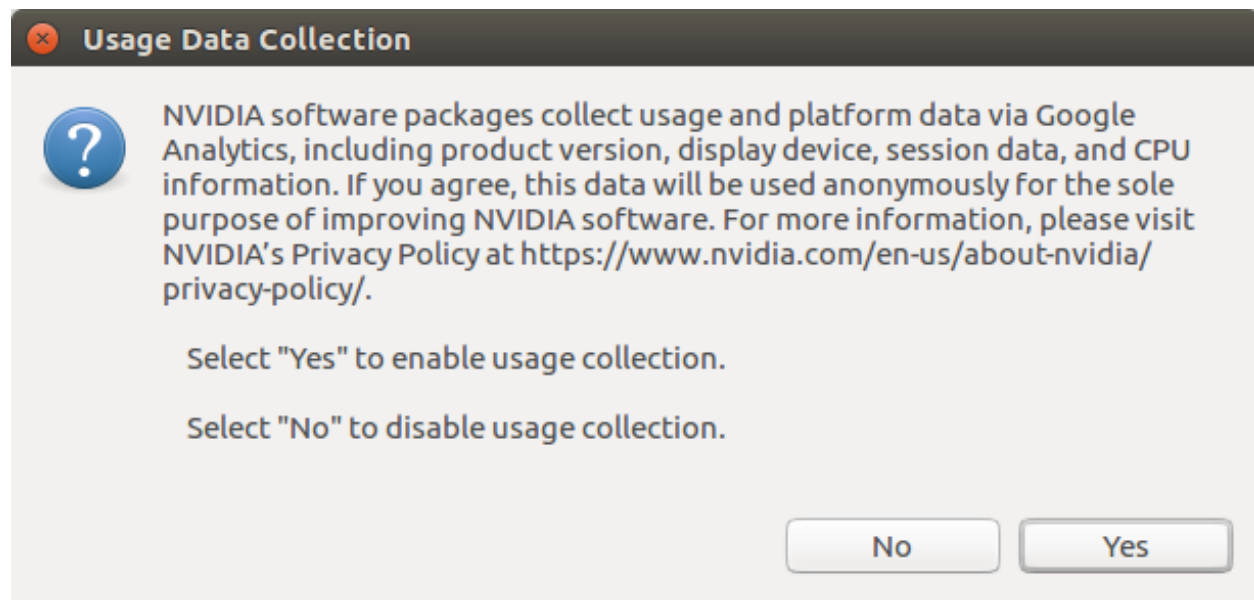 Usage Data Collection
NVIDIA software packages collect usage and platform data via Google
Analytics, including product version, display device, session data, and CPU
information. If you agree, this data will be used anonymously for the sole
purpose of improving NVIDIA software. For more information, please visit
NVIDIA’s Privacy Policy at https://www.nvidia.com/en-us/about-nvidia/
privacy-policy/.
Select "Yes" to enable usage collection.
Select "No" to disable usage collection.
No
Yes